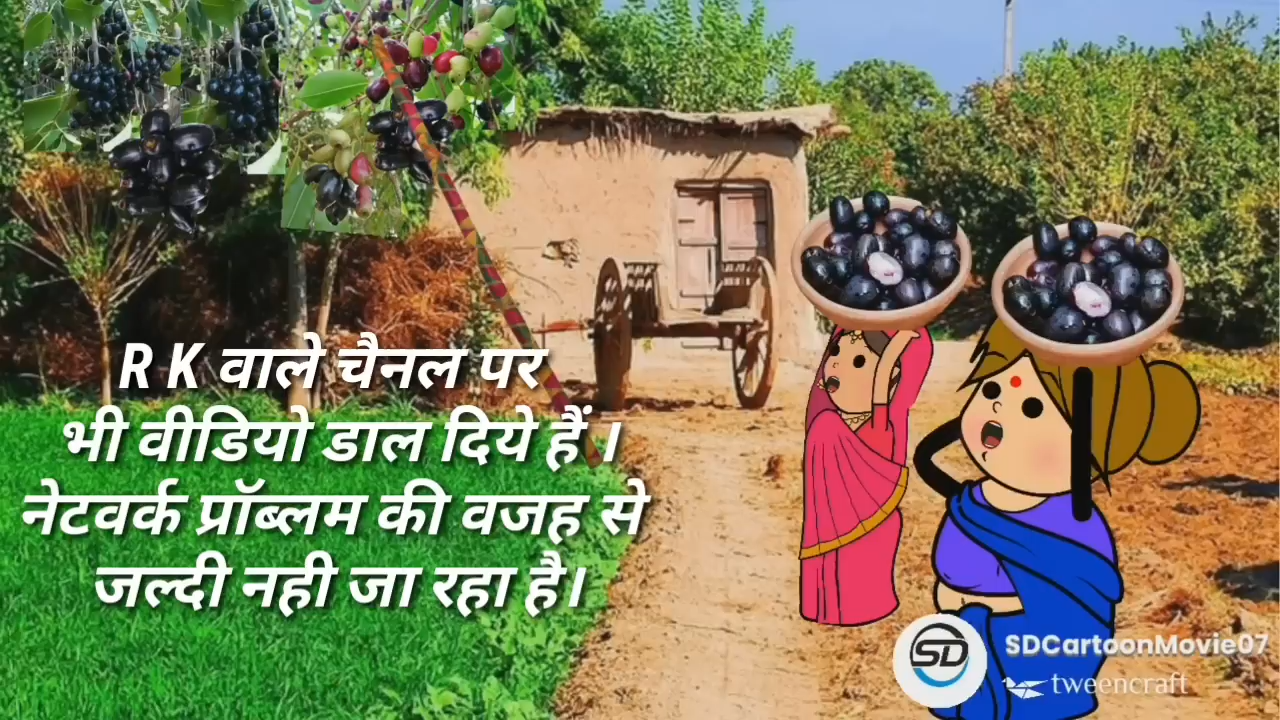 R K वाले चैनल पर
भी वीडियो डाल दिये हैं ।
नेटवर्क प्रॉब्लम की वजह से
जल्दी नही जा रहा है।
SD
SDCartoonMovie07
tweencraft